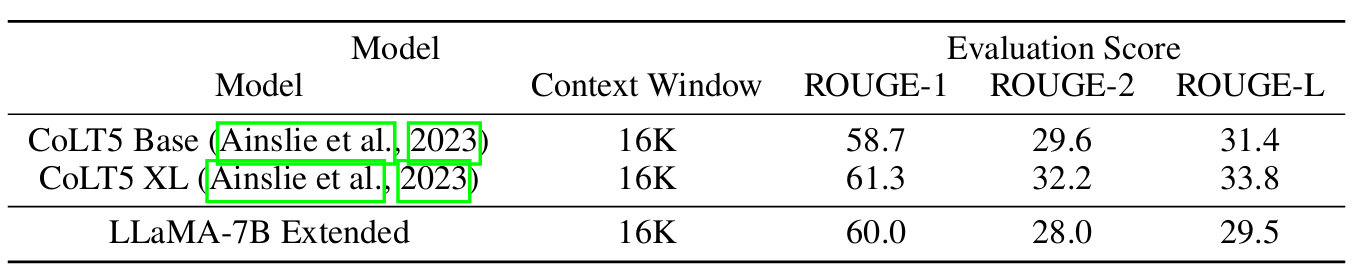 Model Evaluation Score
Model Context Window ROUGE-1 ROUGE-2 ROUGE-L
CoLT5 Base (Ainslie et al., 2023) 16K 58.7 29.6 31.4
CoLT5 XL (Ainslie et al., 2023) 16K 61.3 32.2 33.8
LLaMA-7B Extended 16K 60.0 28.0 29.5